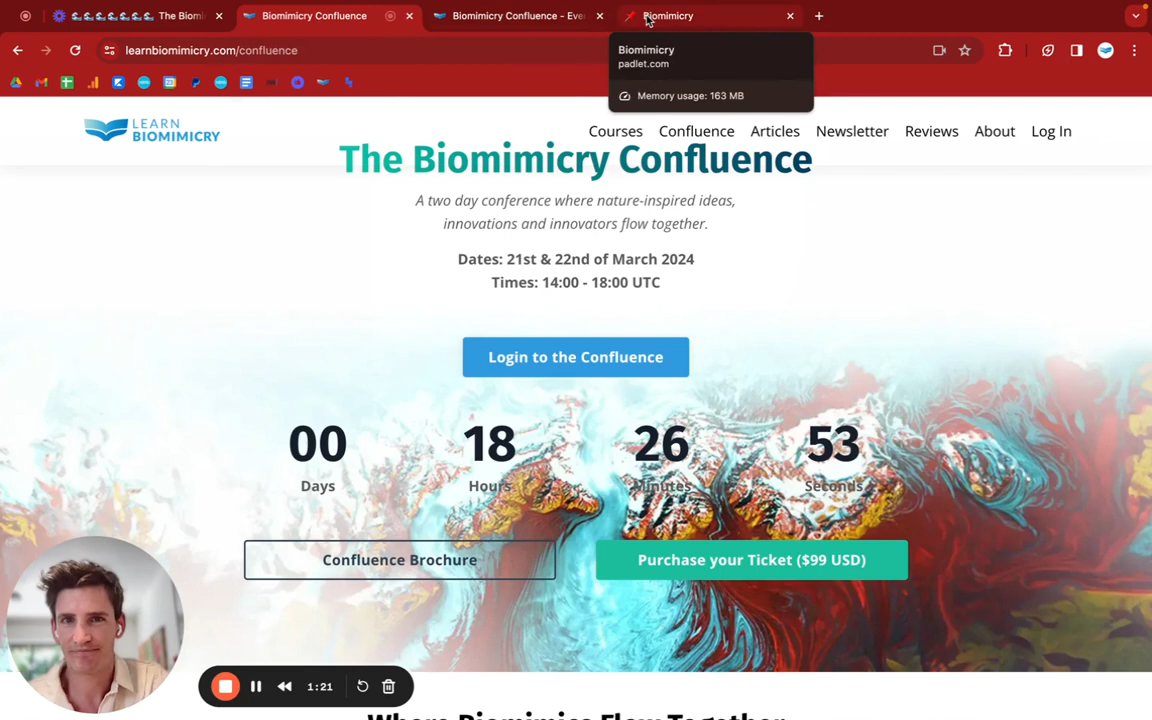 🌊🌊🌊🌊🌊🌊🌊 The Biomi
Biomimicry Confluence
Biomimicry Confluence - Eve
Biomimicry
learnbiomimicry.com/confluence
Biomimicry
padlet.com
Memory usage: 163 MB
LEARN
BIOMIMICRY
Courses Confluence Articles Newsletter Reviews About Log In
The Biomimicry Confluence
A two day conference where nature-inspired ideas,
innovations and innovators flow together.
Dates: 21st & 22nd of March 2024
Times: 14:00 - 18:00 UTC
Login to the Confluence
00 18 26 53
Days Hours Minutes Seconds
Confluence Brochure
Purchase your Ticket ($99 USD)
1:21
Where Biomimics Flow Together